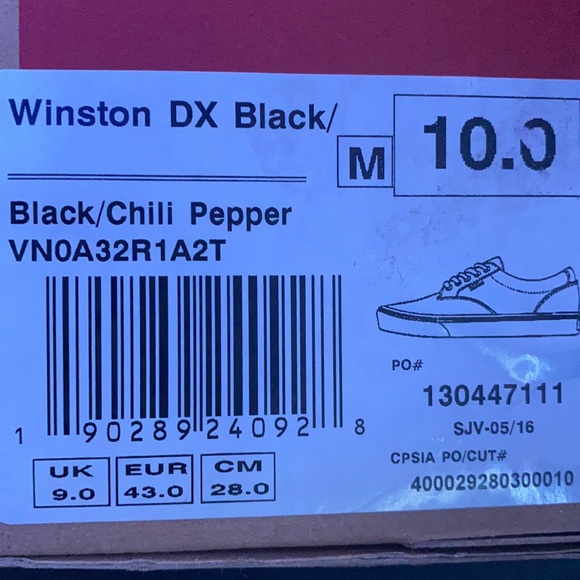 Winston DX Black/
M
10.0
Black/Chili Pepper
VN0A32R1A2T
1 90289 24092 8
PO#
130447111
SJV-05/16
CPSIA PO/CUT#
400029280300010
UK
9.0
EUR
43.0
CM
28.0